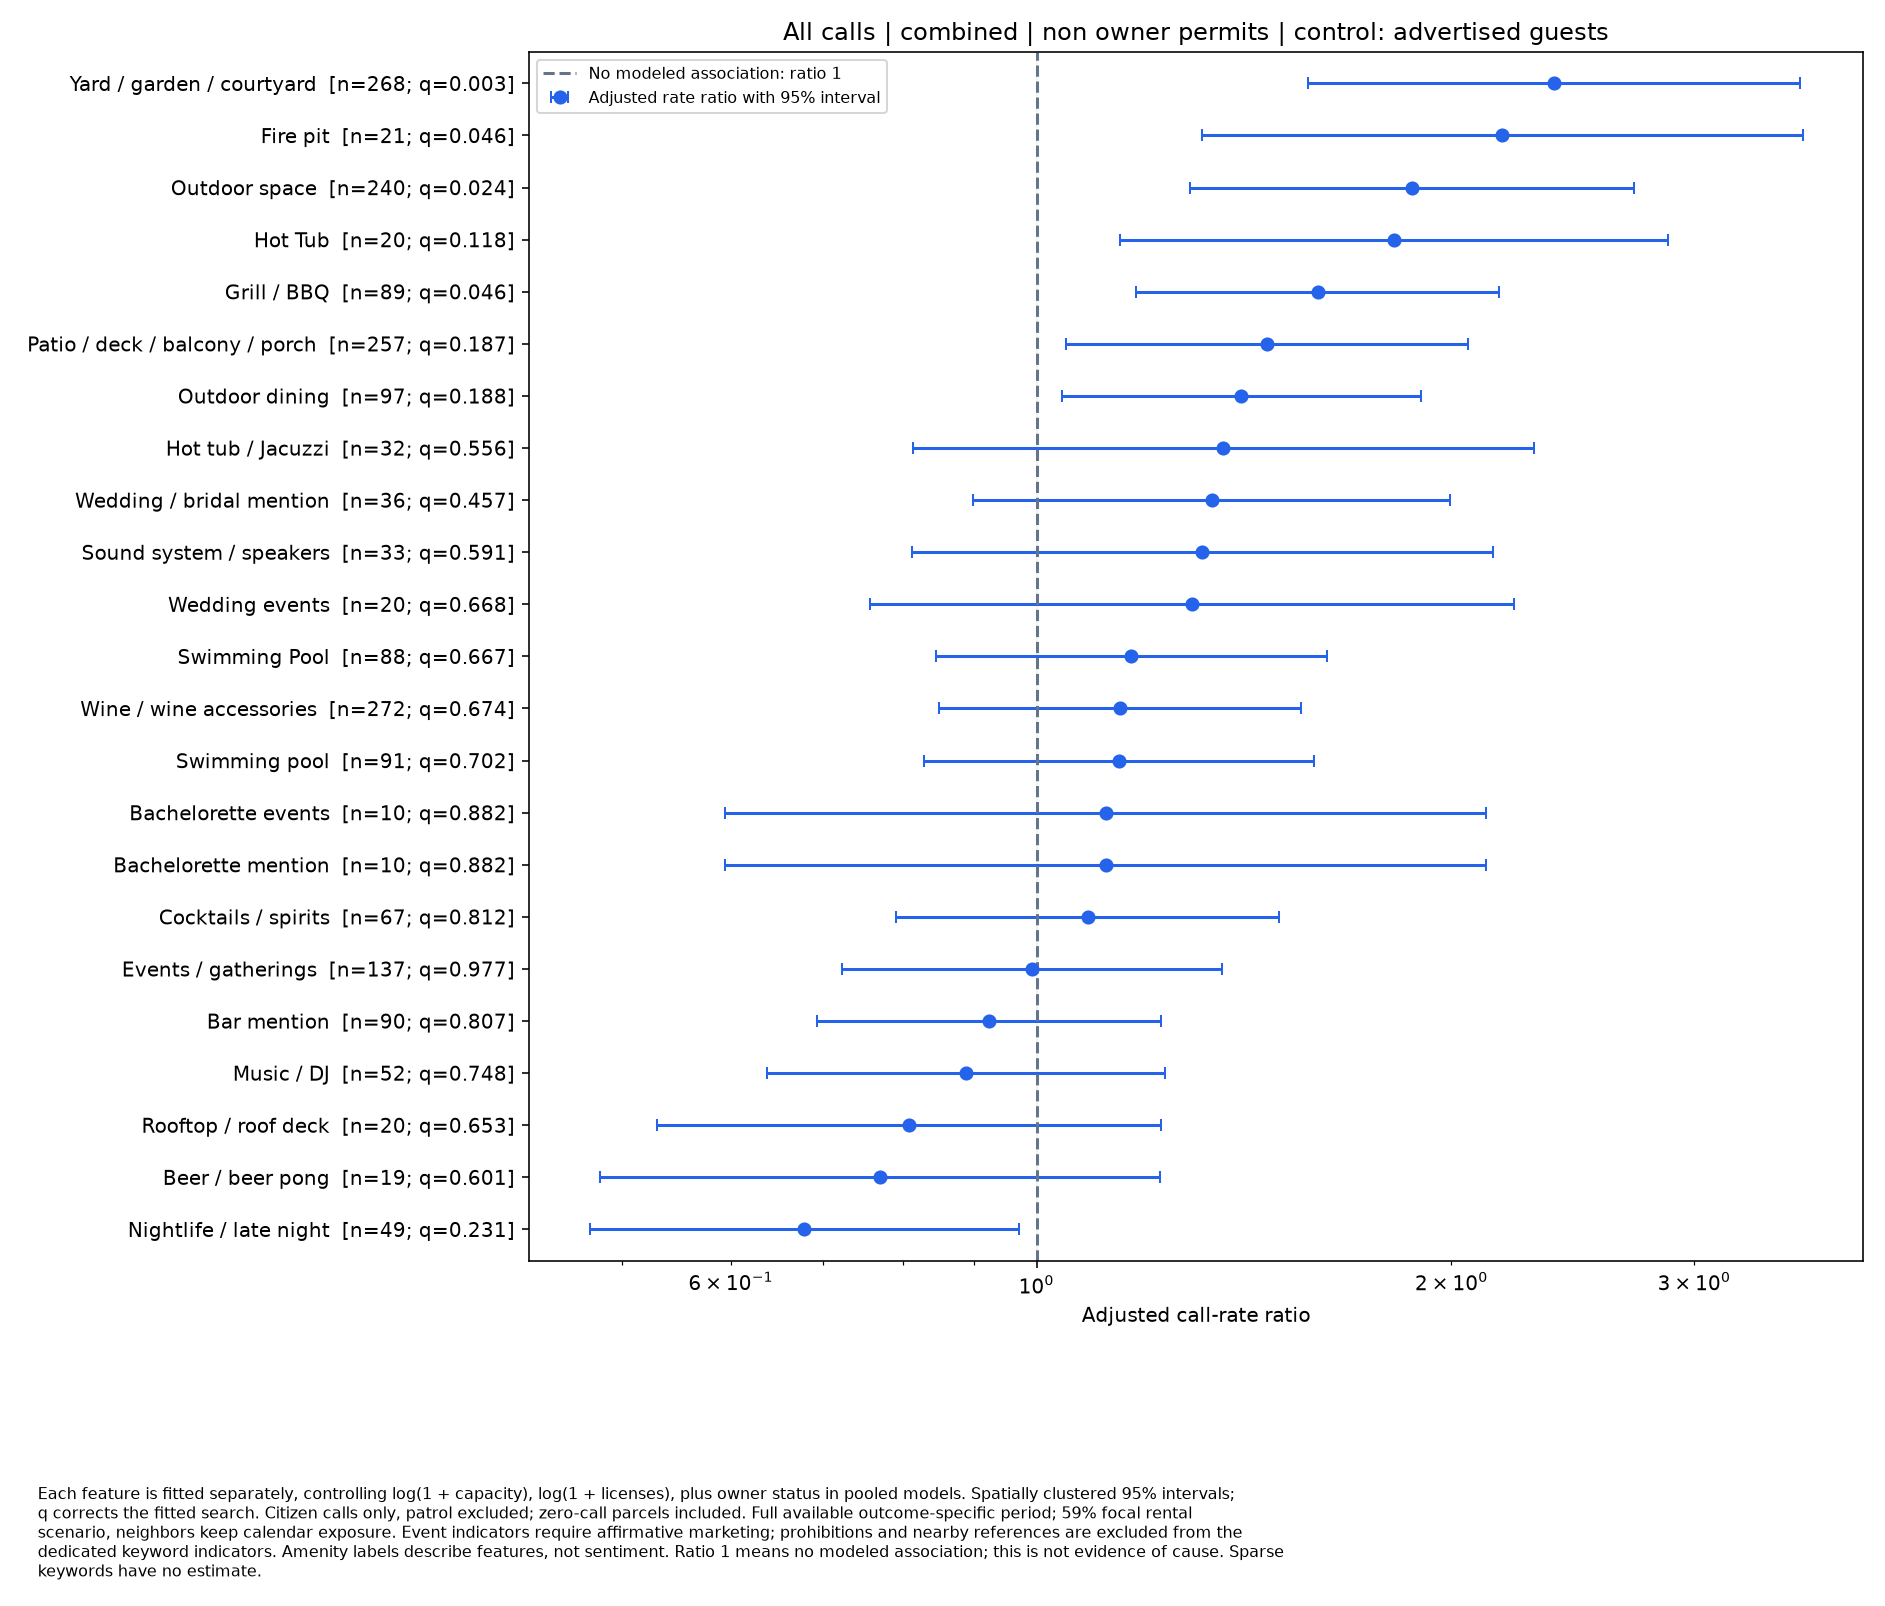 All calls | combined | non owner permits | control: advertised guests
No modeled association: ratio 1
Adjusted rate ratio with 95% interval
Yard / garden / courtyard [n=268; q=0.003]
Fire pit [n=21; q=0.046]
Outdoor space [n=240; q=0.024]
Hot Tub [n=20; q=0.118]
Grill / BBQ [n=89; q=0.046]
Patio / deck / balcony / porch [n=257; q=0.187]
Outdoor dining [n=97; q=0.188]
Hot tub / Jacuzzi [n=32; q=0.556]
Wedding / bridal mention [n=36; q=0.457]
Sound system / speakers [n=33; q=0.591]
Wedding events [n=20; q=0.668]
Swimming Pool [n=88; q=0.667]
Wine / wine accessories [n=272; q=0.674]
Swimming pool [n=91; q=0.702]
Bachelorette events [n=10; q=0.882]
Bachelorette mention [n=10; q=0.882]
Cocktails / spirits [n=67; q=0.812]
Events / gatherings [n=137; q=0.977]
Bar mention [n=90; q=0.807]
Music / DJ [n=52; q=0.748]
Rooftop / roof deck [n=20; q=0.653]
Beer / beer pong [n=19; q=0.601]
Nightlife / late night [n=49; q=0.231]
6 × 10⁻¹ 10⁰ 2 × 10⁰ 3 × 10⁰
Adjusted call-rate ratio
Each feature is fitted separately, controlling log(1 + capacity), log(1 + licenses), plus owner status in pooled models. Spatially clustered 95% intervals;
q corrects the fitted search. Citizen calls only, patrol excluded; zero-call parcels included. Full available outcome-specific period; 59% focal rental
scenario, neighbors keep calendar exposure. Event indicators require affirmative marketing; prohibitions and nearby references are excluded from the
dedicated keyword indicators. Amenity labels describe features, not sentiment. Ratio 1 means no modeled association; this is not evidence of cause. Sparse
keywords have no estimate.